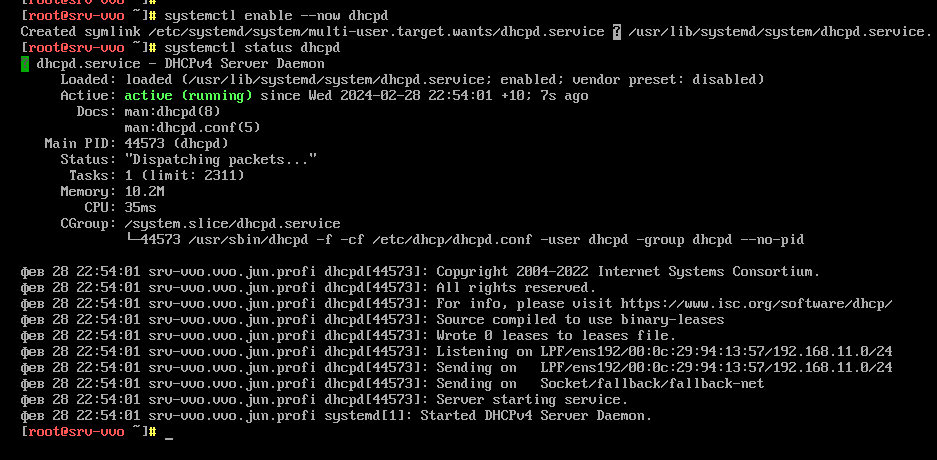 [root@srv-vvo ~]# systemctl enable --now dhcpd
Created symlink /etc/systemd/system/multi-user.target.wants/dhcpd.service ? /usr/lib/systemd/system/dhcpd.service.
[root@srv-vvo ~]# systemctl status dhcpd
dhcpd.service - DHCPv4 Server Daemon
Loaded: loaded (/usr/lib/systemd/system/dhcpd.service; enabled; vendor preset: disabled)
Active: active (running) since Wed 2024-02-28 22:54:01 +10; 7s ago
Docs: man:dhcpd(8)
man:dhcpd.conf(5)
Main PID: 44573 (dhcpd)
Status: "Dispatching packets..."
Tasks: 1 (limit: 2311)
Memory: 10.2M
CPU: 35ms
CGroup: /system.slice/dhcpd.service
└─44573 /usr/sbin/dhcpd -f -cf /etc/dhcp/dhcpd.conf -user dhcpd -group dhcpd --no-pid
фев 28 22:54:01 srv-vvo.vvo.jun.profi dhcpd[44573]: Copyright 2004-2022 Internet Systems Consortium.
фев 28 22:54:01 srv-vvo.vvo.jun.profi dhcpd[44573]: All rights reserved.
фев 28 22:54:01 srv-vvo.vvo.jun.profi dhcpd[44573]: For info, please visit https://www.isc.org/software/dhcp/
фев 28 22:54:01 srv-vvo.vvo.jun.profi dhcpd[44573]: Source compiled to use binary-leases
фев 28 22:54:01 srv-vvo.vvo.jun.profi dhcpd[44573]: Wrote 0 leases to leases file.
фев 28 22:54:01 srv-vvo.vvo.jun.profi dhcpd[44573]: Listening on LPF/ens192/00:0c:29:94:13:57/192.168.11.0/24
фев 28 22:54:01 srv-vvo.vvo.jun.profi dhcpd[44573]: Sending on   LPF/ens192/00:0c:29:94:13:57/192.168.11.0/24
фев 28 22:54:01 srv-vvo.vvo.jun.profi dhcpd[44573]: Sending on   Socket/fallback/fallback-net
фев 28 22:54:01 srv-vvo.vvo.jun.profi dhcpd[44573]: Server starting service.
фев 28 22:54:01 srv-vvo.vvo.jun.profi systemd[1]: Started DHCPv4 Server Daemon.
[root@srv-vvo ~]# _